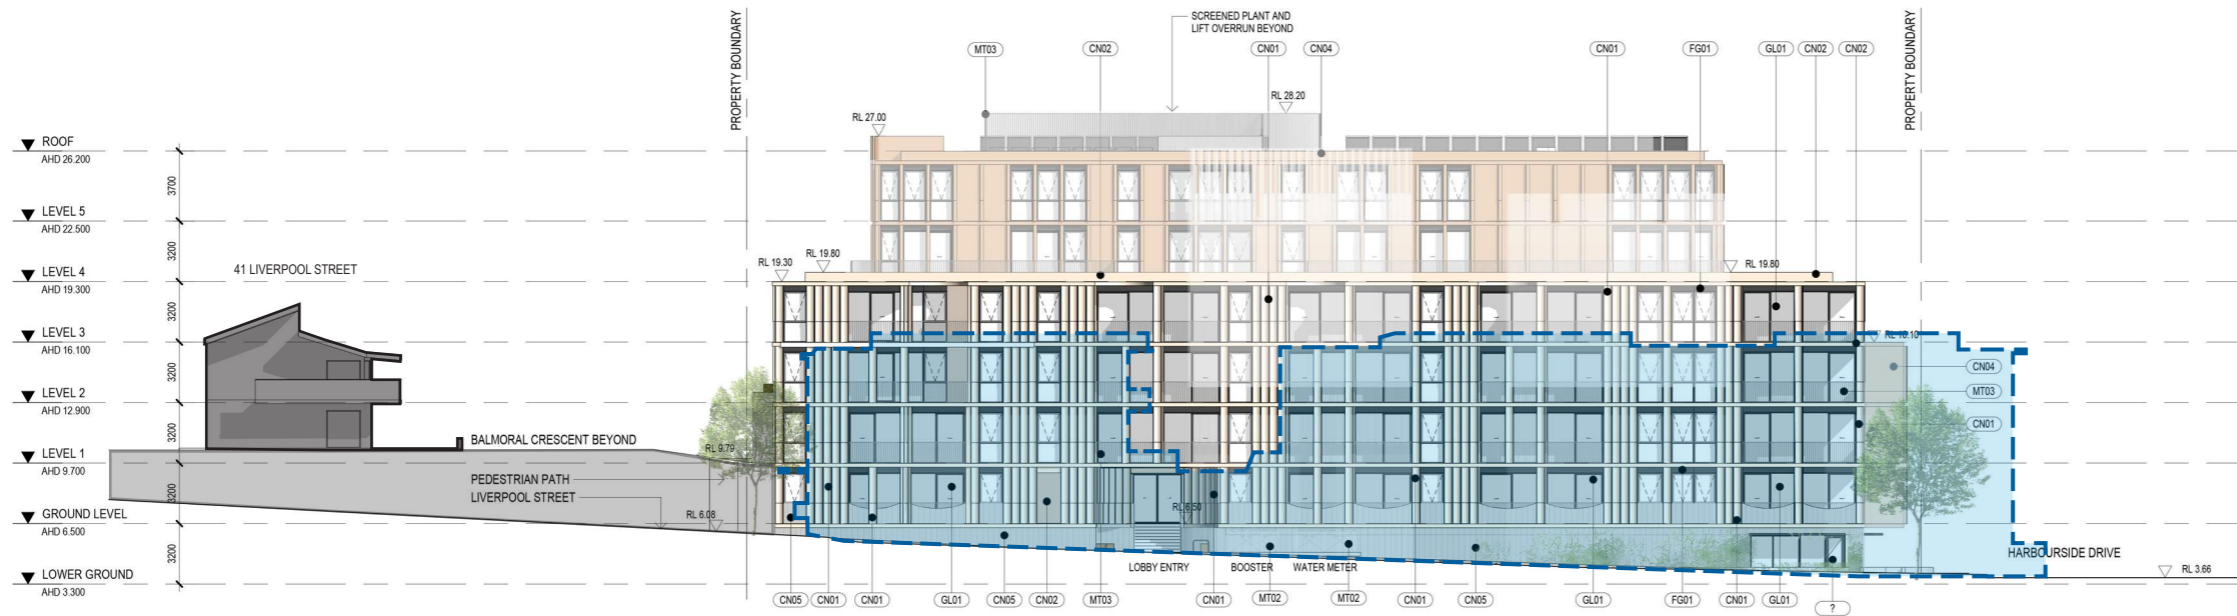 SCREENED PLANT AND
LIFT OVERRUN BEYOND
PROPERTY BOUNDARY
PROPERTY BOUNDARY
MT03
CN02
CN01
CN04
CN01
FG01
GL01
CN02
CN02
RL 28.20
RL 27.00
ROOF
AHD 26.200
3700
LEVEL 5
AHD 22.500
3200
LEVEL 4
AHD 19.300
41 LIVERPOOL STREET
RL 19.30
RL 19.80
RL 19.80
3200
LEVEL 3
AHD 16.100
3200
CN04
LEVEL 2
AHD 12.900
MT03
3200
CN01
LEVEL 1
AHD 9.700
BALMORAL CRESCENT BEYOND
RL 9.79
PEDESTRIAN PATH
LIVERPOOL STREET
3200
GROUND LEVEL
AHD 6.500
RL 6.08
RL 6.50
3200
LOWER GROUND
AHD 3.300
LOBBY ENTRY
BOOSTER
WATER METER
HARBOURSIDE DRIVE
RL 3.66
CN05
CN01
CN01
GL01
CN05
CN02
MT03
CN01
MT02
MT02
CN01
CN05
GL01
FG01
CN01
GL01
?